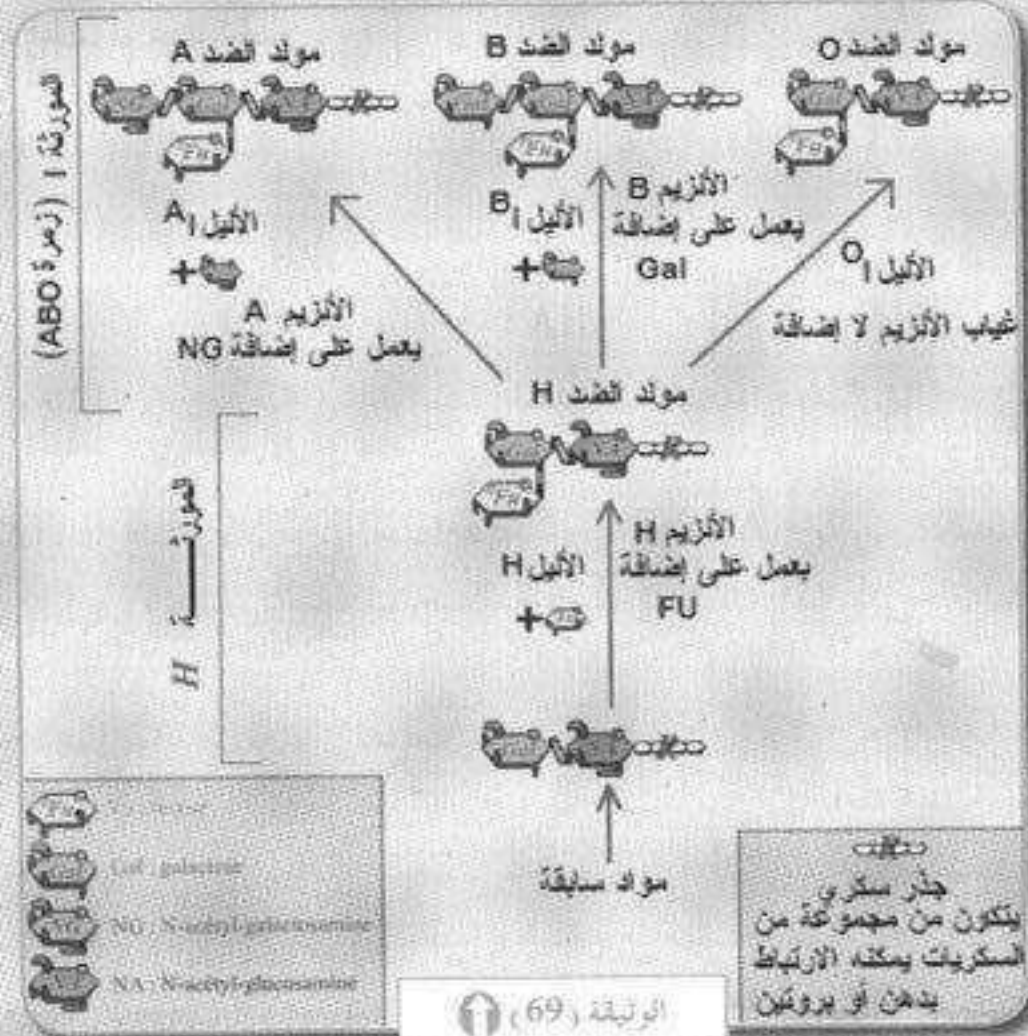 مولد الضد A
مولد الضد B
مولد الضد O
المورثة I (زمرة ABO)
الأليل Iᴬ
+
الأنزيم A
يعمل على إضافة NG
الأليل Iᴮ
+
الأنزيم B
يعمل على إضافة
Gal
الأليل Iᴼ
غياب الأنزيم لا إضافة
مولد الضد H
المورثة H
الأليل H
+
الأنزيم H
يعمل على إضافة
FU
مواد سابقة
Gal : galactose
NG : N-acétyl-galactosamine
NA : N-acétyl-glucosamine
جذر سكري
يتكون من مجموعة من
السكريات يمكنه الارتباط
بدهن أو بروتين
الوثيقة (69)